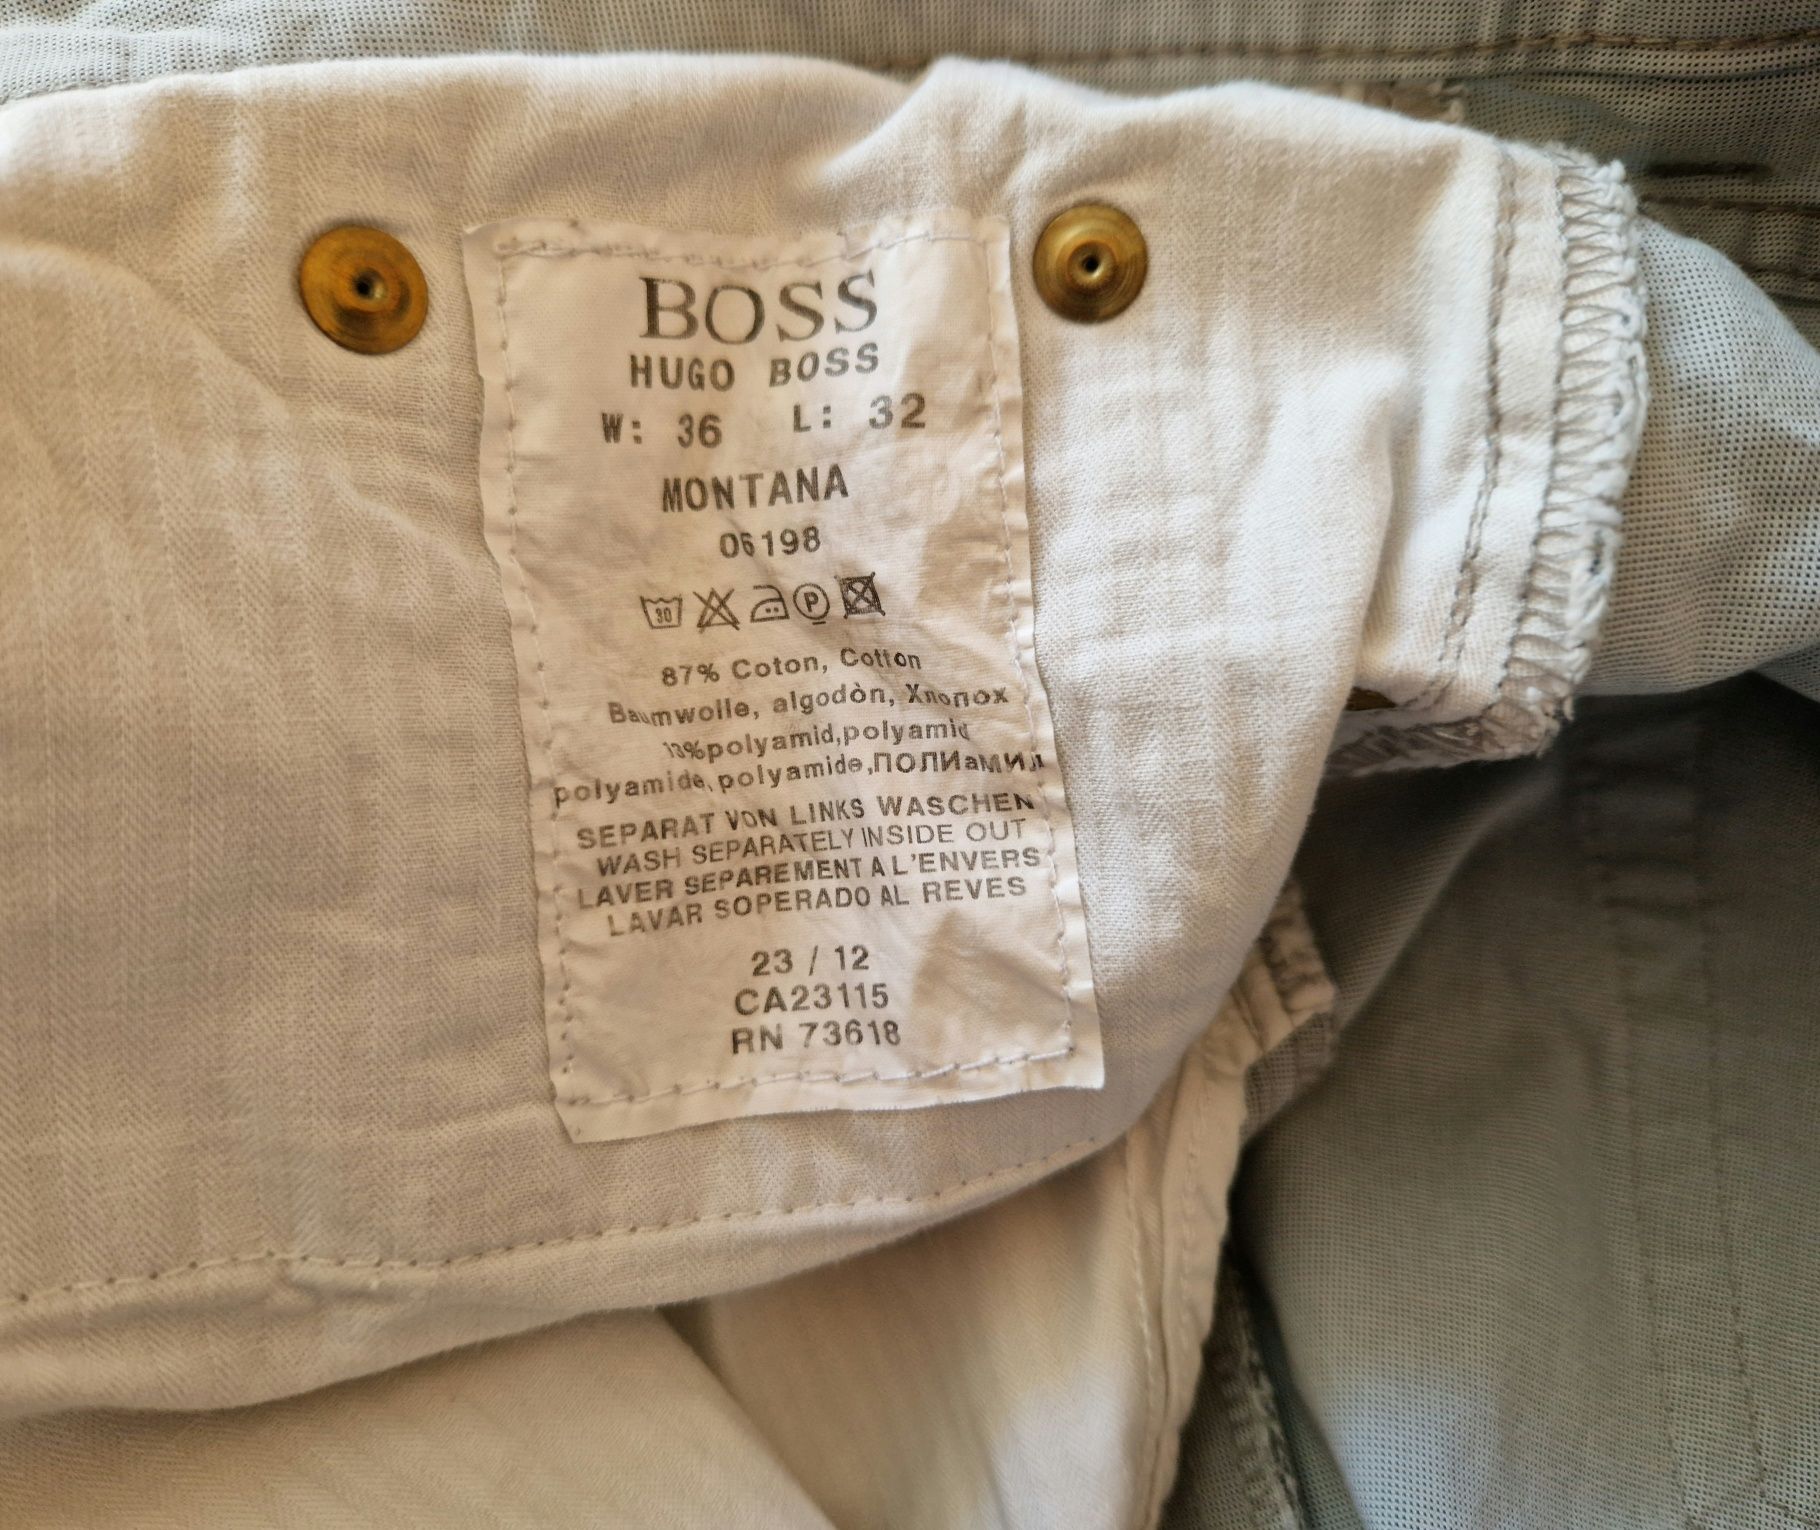 BOSS
HUGO BOSS
W: 36 L: 32
MONTANA
06198
30 P
87% Coton, Cotton
Baumwolle, algodòn, Хлопок
13%polyamid,polyamid
polyamide,polyamide,ПОЛИаМИД
SEPARAT VON LINKS WASCHEN
WASH SEPARATELY INSIDE OUT
LAVER SEPAREMENT A L'ENVERS
LAVAR SOPERADO AL REVES
23 / 12
CA23115
RN 73618